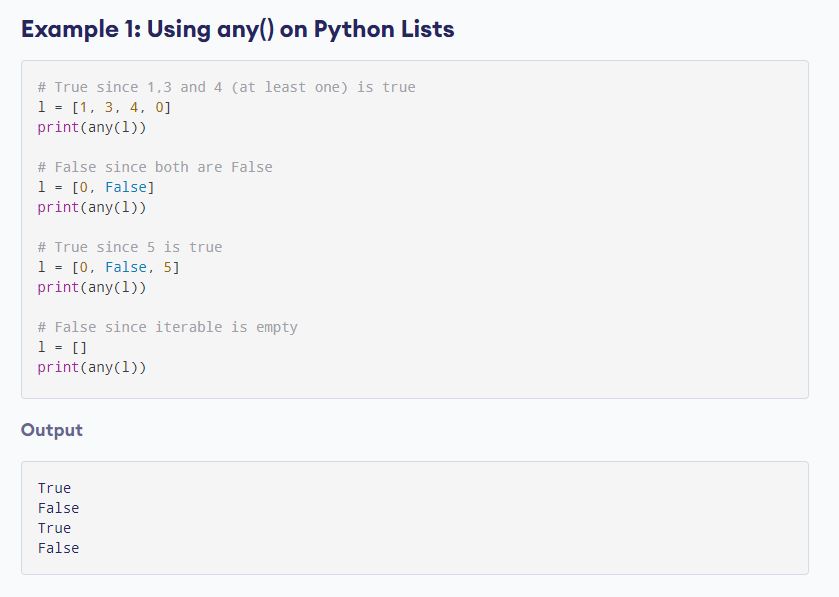 Example 1: Using any() on Python Lists
# True since 1,3 and 4 (at least one) is true
l = [1, 3, 4, 0]
print(any(l))
# False since both are False
l = [0, False]
print(any(l))
# True since 5 is true
l = [0, False, 5]
print(any(l))
# False since iterable is empty
l = []
print(any(l))
Output
True
False
True
False